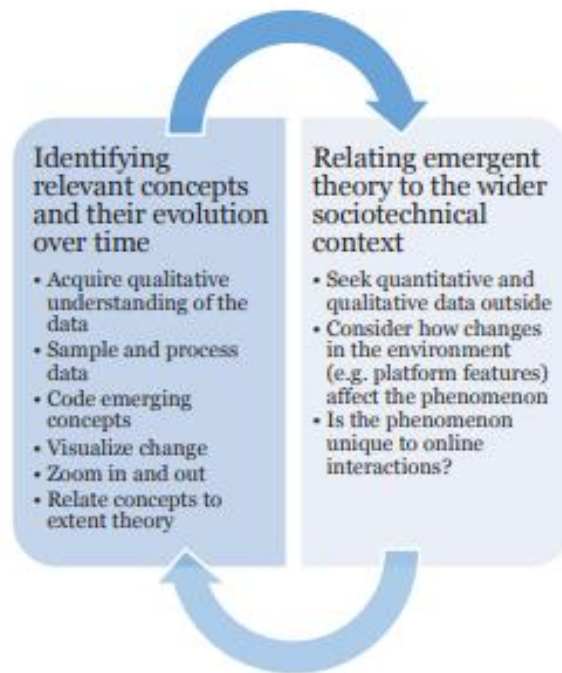 Identifying
relevant concepts
and their evolution
over time
• Acquire qualitative
understanding of the
data
• Sample and process
data
• Code emerging
concepts
• Visualize change
• Zoom in and out
• Relate concepts to
extent theory
Relating emergent
theory to the wider
sociotechnical
context
• Seek quantitative and
qualitative data outside
• Consider how changes
in the environment
(e.g. platform features)
affect the phenomenon
• Is the phenomenon
unique to online
interactions?